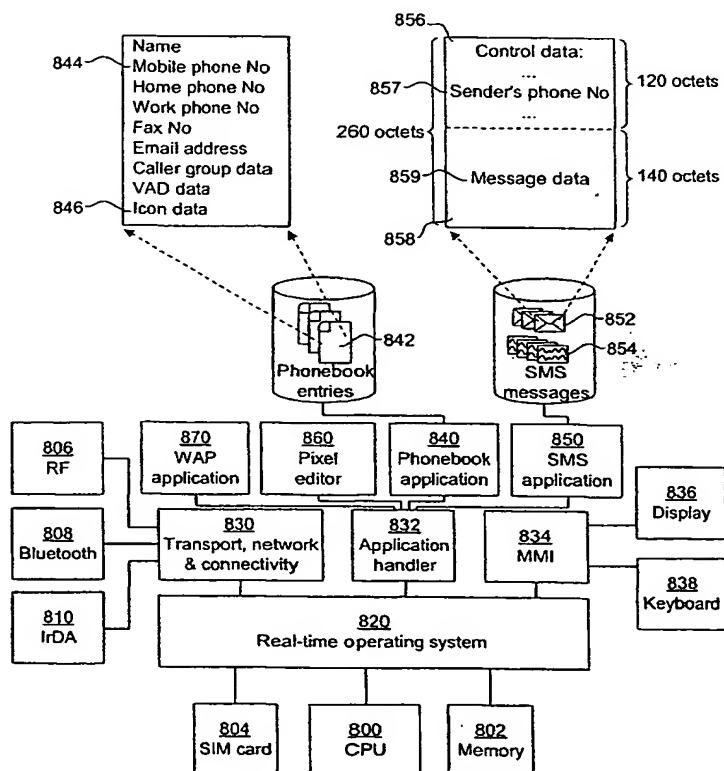 844
Name
Mobile phone No
Home phone No
Work phone No
Fax No
Email address
Caller group data
VAD data
846
Icon data
856
Control data:
...
857
Sender's phone No
...
120 octets
260 octets
859
Message data
140 octets
858
842
Phonebook
entries
852
854
SMS
messages
806
RF
870
WAP
application
860
Pixel
editor
840
Phonebook
application
850
SMS
application
836
Display
808
Bluetooth
830
Transport, network
& connectivity
832
Application
handler
834
MMI
838
Keyboard
810
IrDA
820
Real-time operating system
804
SIM card
800
CPU
802
Memory